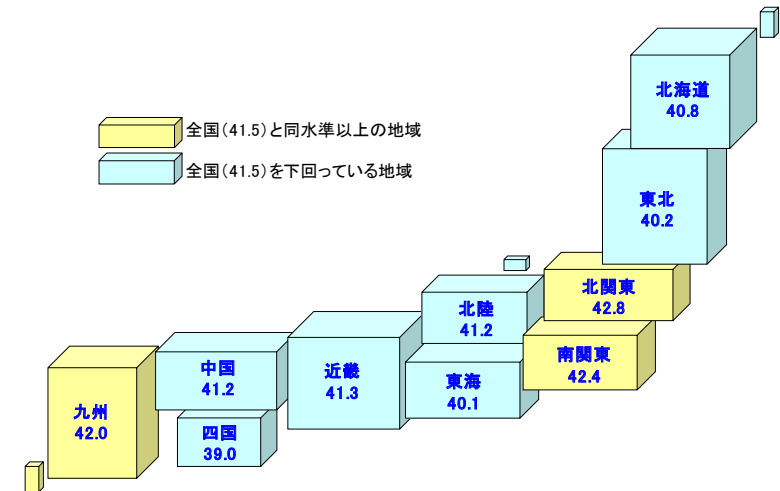 北海道
40.8
全国(41.5)と同水準以上の地域
全国(41.5)を下回っている地域
東北
40.2
北関東
42.8
北陸
41.2
南関東
42.4
中国
41.2
近畿
41.3
東海
40.1
九州
42.0
四国
39.0